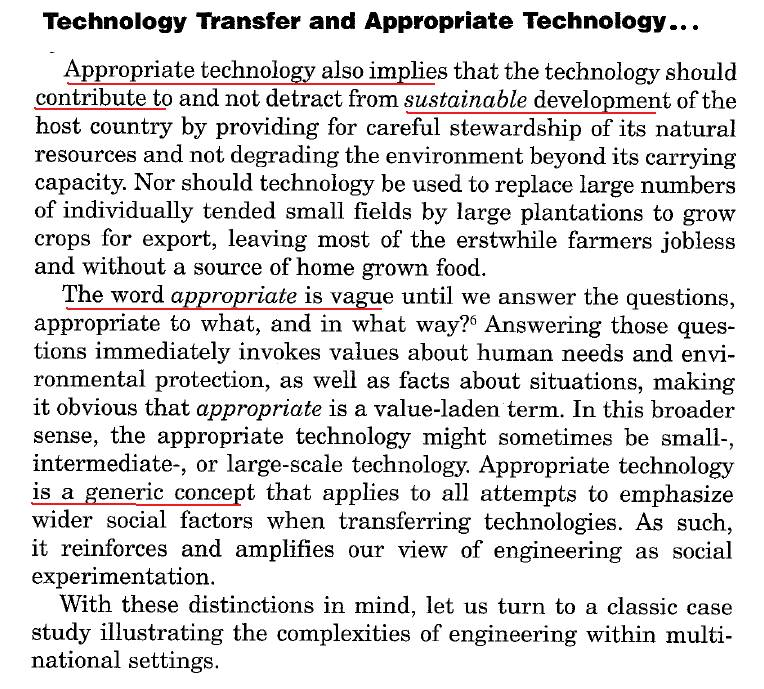 Technology Transfer and Appropriate Technology...
Appropriate technology also implies that the technology should
contribute to and not detract from sustainable development of the
host country by providing for careful stewardship of its natural
resources and not degrading the environment beyond its carrying
capacity. Nor should technology be used to replace large numbers
of individually tended small fields by large plantations to grow
crops for export, leaving most of the erstwhile farmers jobless
and without a source of home grown food.
The word appropriate is vague until we answer the questions,
appropriate to what, and in what way?⁶ Answering those ques-
tions immediately invokes values about human needs and envi-
ronmental protection, as well as facts about situations, making
it obvious that appropriate is a value-laden term. In this broader
sense, the appropriate technology might sometimes be small-,
intermediate-, or large-scale technology. Appropriate technology
is a generic concept that applies to all attempts to emphasize
wider social factors when transferring technologies. As such,
it reinforces and amplifies our view of engineering as social
experimentation.
With these distinctions in mind, let us turn to a classic case
study illustrating the complexities of engineering within multi-
national settings.